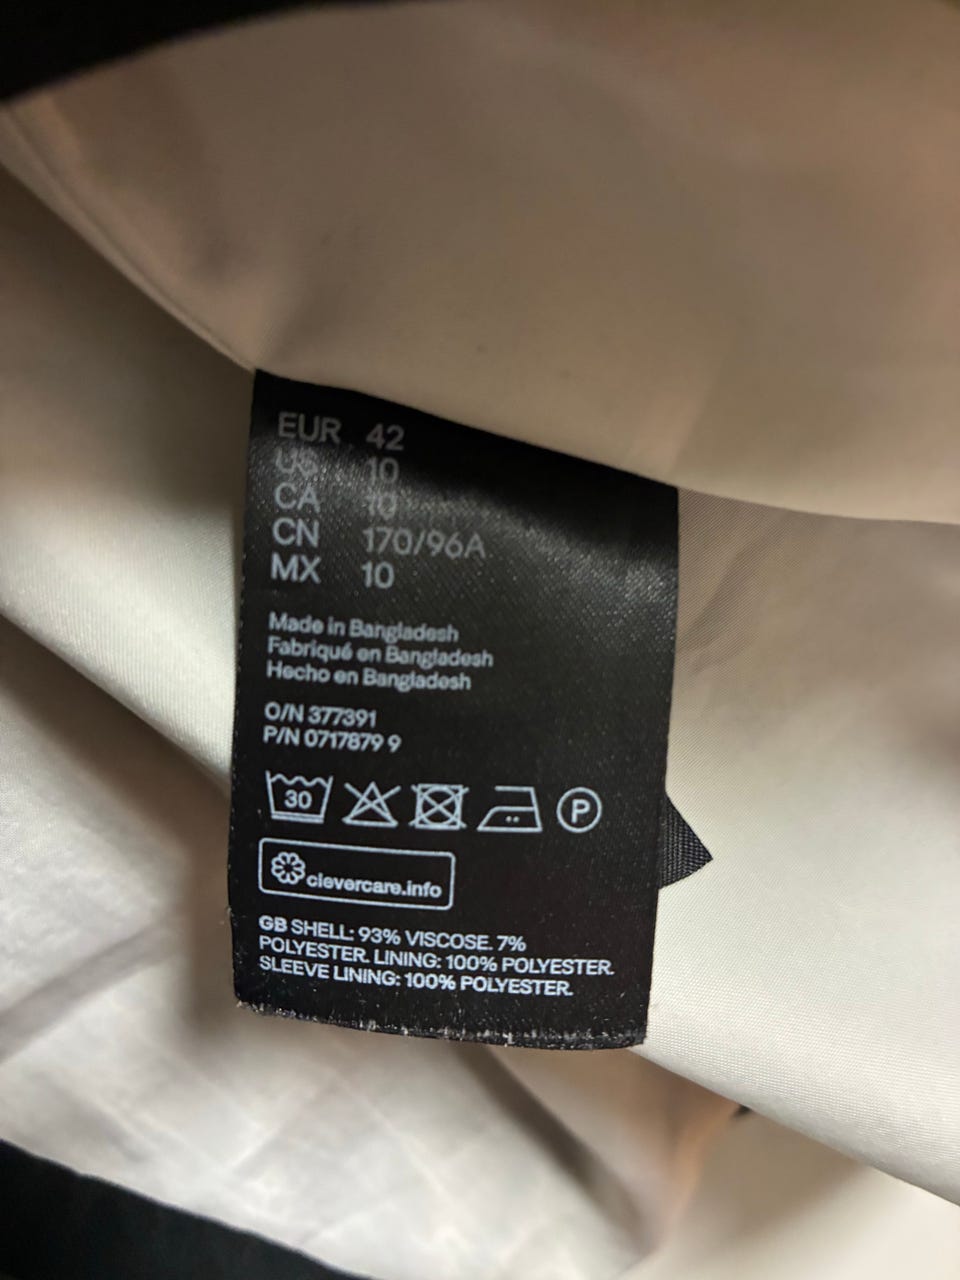 EUR 42
US 10
CA 10
CN 170/96A
MX 10
Made in Bangladesh
Fabriqué en Bangladesh
Hecho en Bangladesh
O/N 377391
P/N 0717879 9
30
P
clevercare.info
GB SHELL: 93% VISCOSE. 7%
POLYESTER. LINING: 100% POLYESTER.
SLEEVE LINING: 100% POLYESTER.